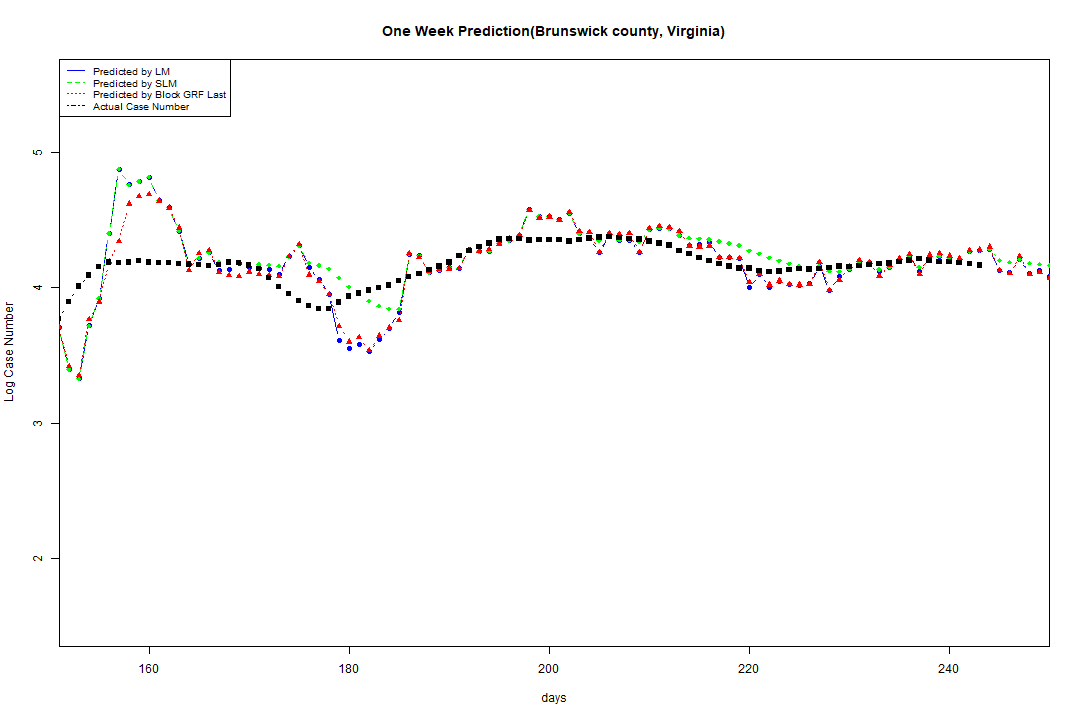 One Week Prediction(Brunswick county, Virginia)
Predicted by LM
Predicted by SLM
Predicted by Block GRF Last
Actual Case Number
5
4
3
2
Log Case Number
160 180 200 220 240
days